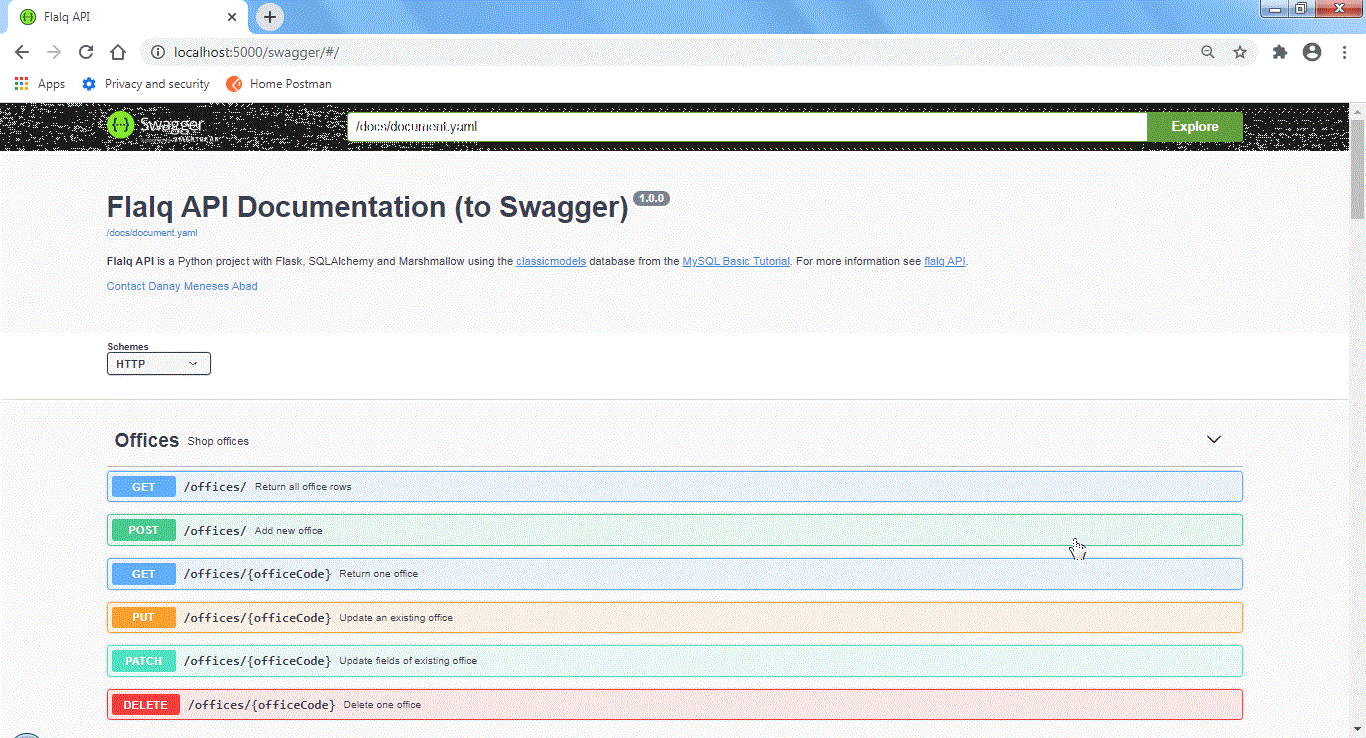 Flalq API
localhost:5000/swagger/#/
Apps Privacy and security Home Postman
Swagger /docs/document.yaml Explore
Flalq API Documentation (to Swagger) 1.0.0
/docs/document.yaml
Flalq API is a Python project with Flask, SQLAlchemy and Marshmallow using the classicmodels database from the MySQL Basic Tutorial. For more information see flalq API.
Contact Danay Meneses Abad
Schemes
HTTP
Offices Shop offices
GET /offices/ Return all office rows
POST /offices/ Add new office
GET /offices/{officeCode} Return one office
PUT /offices/{officeCode} Update an existing office
PATCH /offices/{officeCode} Update fields of existing office
DELETE /offices/{officeCode} Delete one office